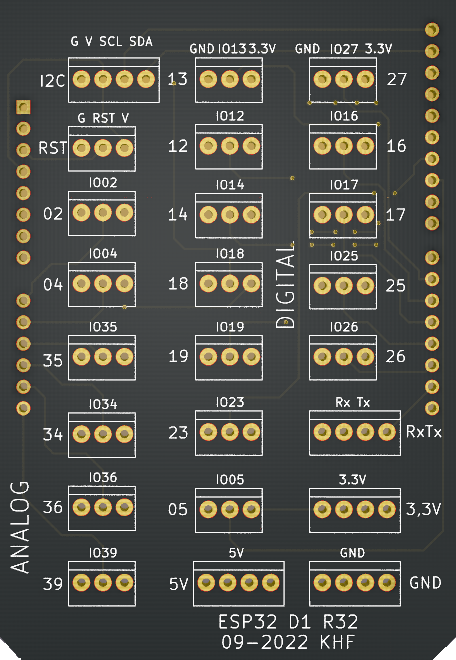 G V SCL SDA GND IO13 3.3V GND IO27 3.3V
I2C 13 27
G RST V IO12 IO16
RST 12 16
IO02 IO14 IO17
02 14 17
IO04 IO18 IO25
04 18 25
DIGITAL
IO35 IO19 IO26
35 19 26
IO34 IO23 Rx Tx
34 23 RxTx
IO36 IO05 3.3V
36 05 3,3V
ANALOG
IO39 5V GND
39 5V GND
ESP32 D1 R32
09-2022 KHF